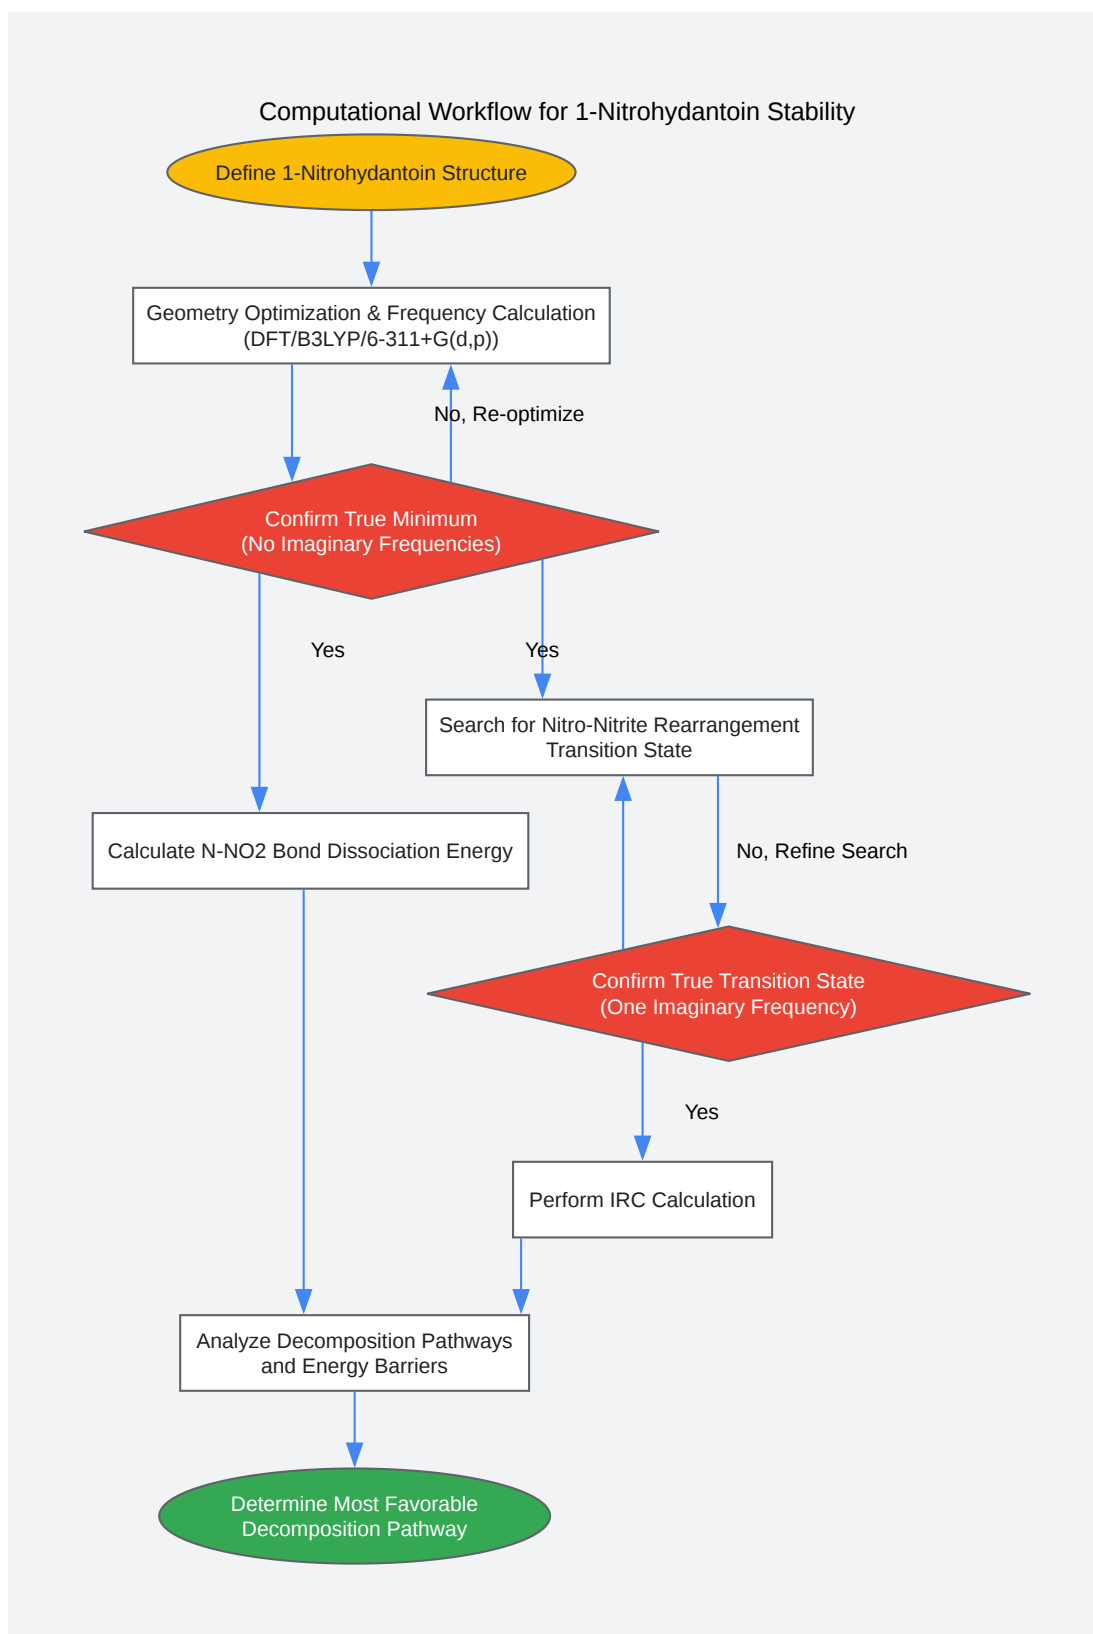 Computational Workflow for 1-Nitrohydantoin Stability
Define 1-Nitrohydantoin Structure
Geometry Optimization & Frequency Calculation
(DFT/B3LYP/6-311+G(d,p))
No, Re-optimize
Confirm True Minimum
(No Imaginary Frequencies)
Yes
Yes
Search for Nitro-Nitrite Rearrangement
Transition State
Calculate N-NO2 Bond Dissociation Energy
No, Refine Search
Confirm True Transition State
(One Imaginary Frequency)
Yes
Perform IRC Calculation
Analyze Decomposition Pathways
and Energy Barriers
Determine Most Favorable
Decomposition Pathway